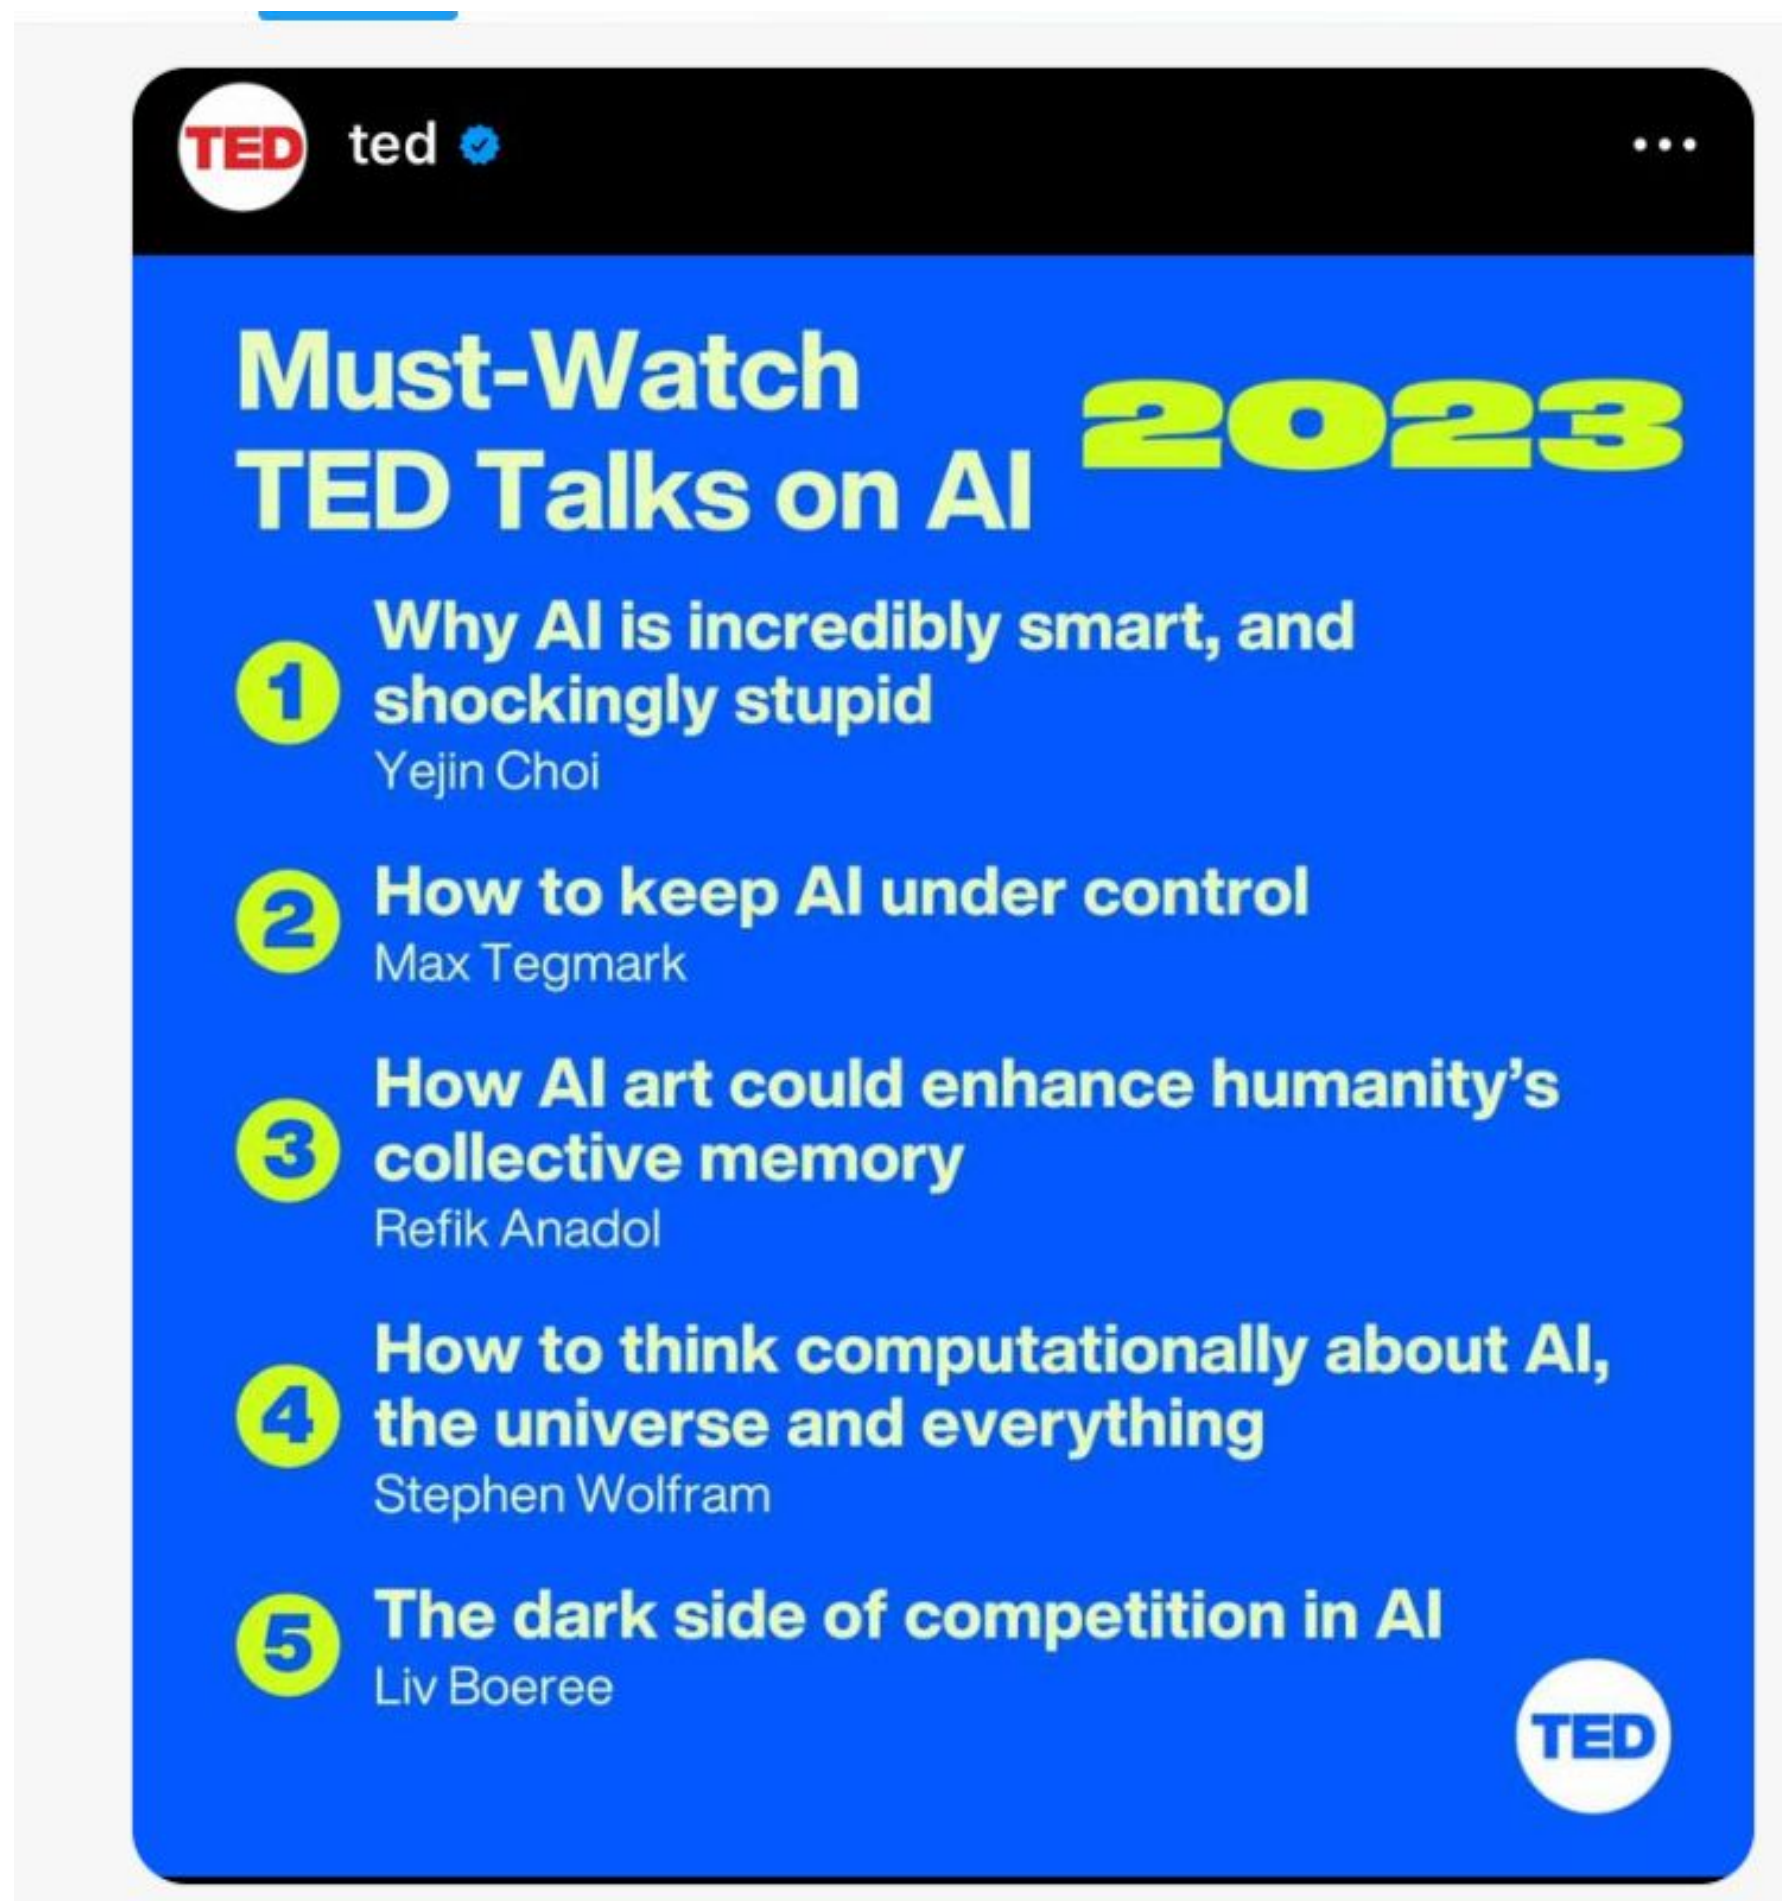 TED ted
Must-Watch
TED Talks on AI 2023
1 Why AI is incredibly smart, and
shockingly stupid
Yejin Choi
2 How to keep AI under control
Max Tegmark
3 How AI art could enhance humanity’s
collective memory
Refik Anadol
4 How to think computationally about AI,
the universe and everything
Stephen Wolfram
5 The dark side of competition in AI
Liv Boeree
TED